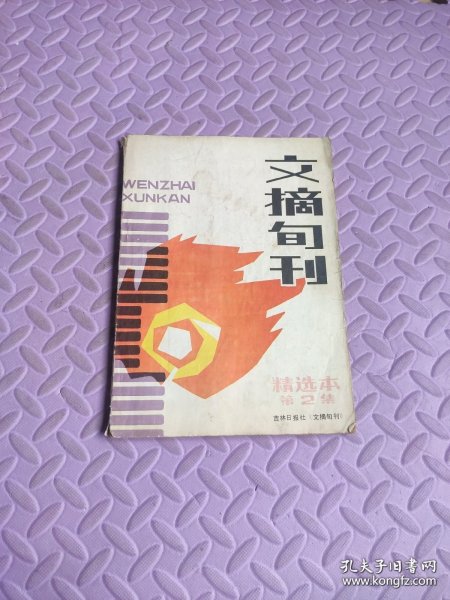 文摘旬刊
WENZHAI
XUNKAN
精选本
第2集
吉林日报社《文摘旬刊》
孔夫子旧书网
www.kongfz.com